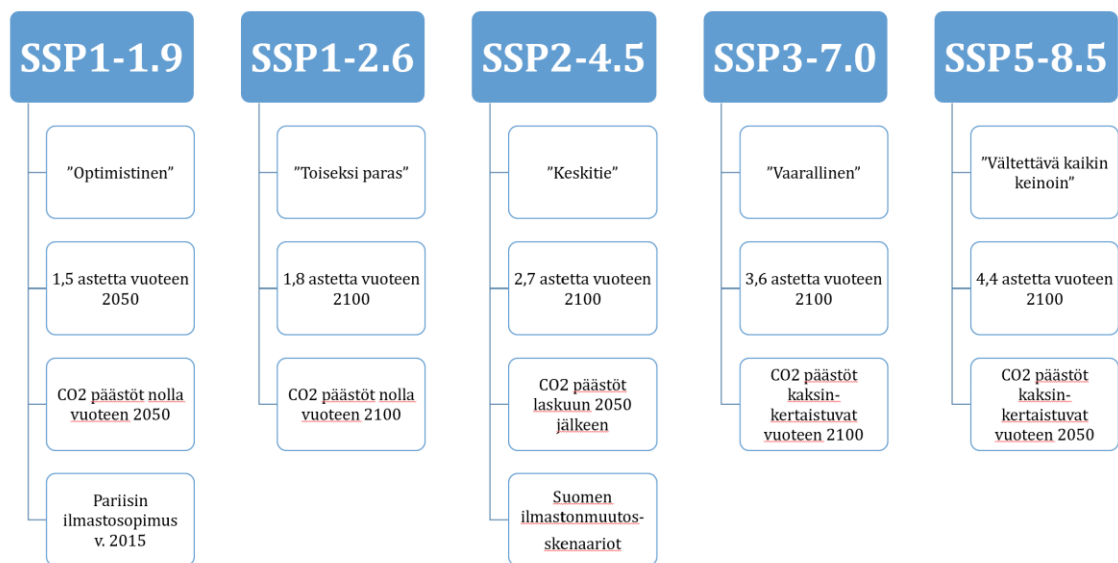 SSP1-1.9
"Optimistinen"
1,5 astetta vuoteen
2050
CO2 päästöt nolla
vuoteen 2050
Pariisin
ilmastosopimus
v. 2015
SSP1-2.6
"Toiseksi paras"
1,8 astetta vuoteen
2100
CO2 päästöt nolla
vuoteen 2100
SSP2-4.5
"Keskitie"
2,7 astetta vuoteen
2100
CO2 päästöt
laskuun 2050
jälkeen
Suomen
ilmastonmuutos-
skenaariot
SSP3-7.0
"Vaarallinen"
3,6 astetta vuoteen
2100
CO2 päästöt
kaksin-
kertaistuvat
vuoteen 2100
SSP5-8.5
"Vältettävä kaikin
keinoin"
4,4 astetta vuoteen
2100
CO2 päästöt
kaksin-
kertaistuvat
vuoteen 2050